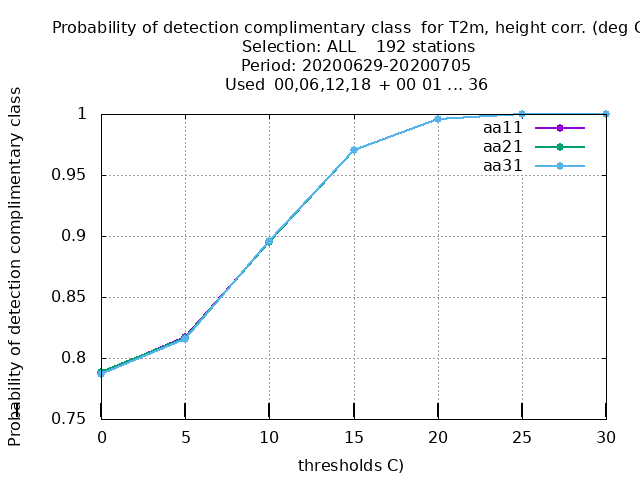 Probability of detection complimentary class for T2m, height corr. (deg
Selection: ALL 192 stations
Period: 20200629-20200705
Used 00,06,12,18 + 00 01 ... 36
Probability of detection complimentary class
1
0.95
0.9
0.85
0.8
0.75
aa11
aa21
aa31
0 5 10 15 20 25 30
thresholds C)